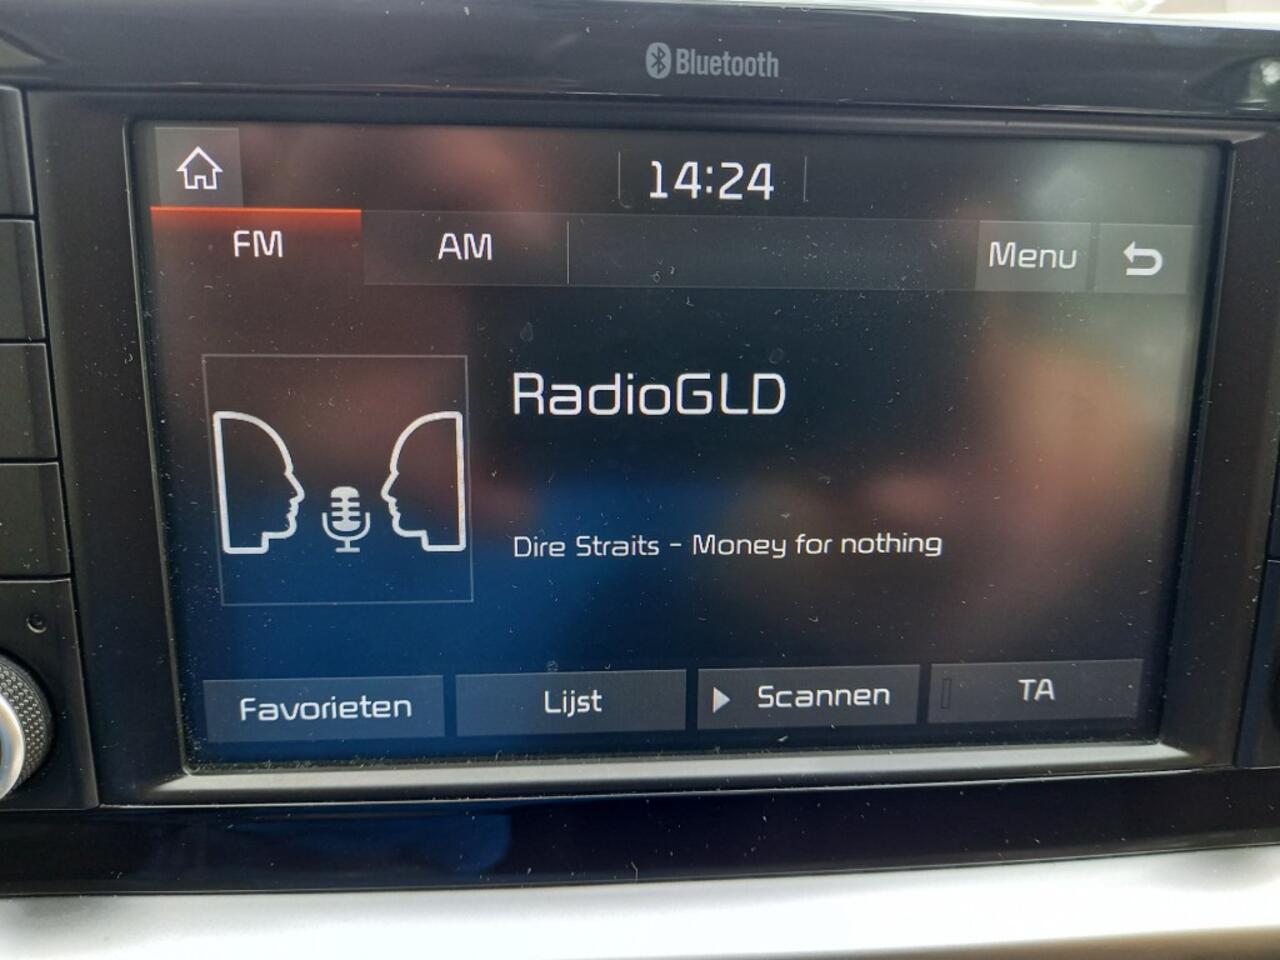 Bluetooth
14:24
FM
AM
Menu
RadioGLD
Dire Straits - Money for nothing
Favorieten
Lijst
Scannen
TA